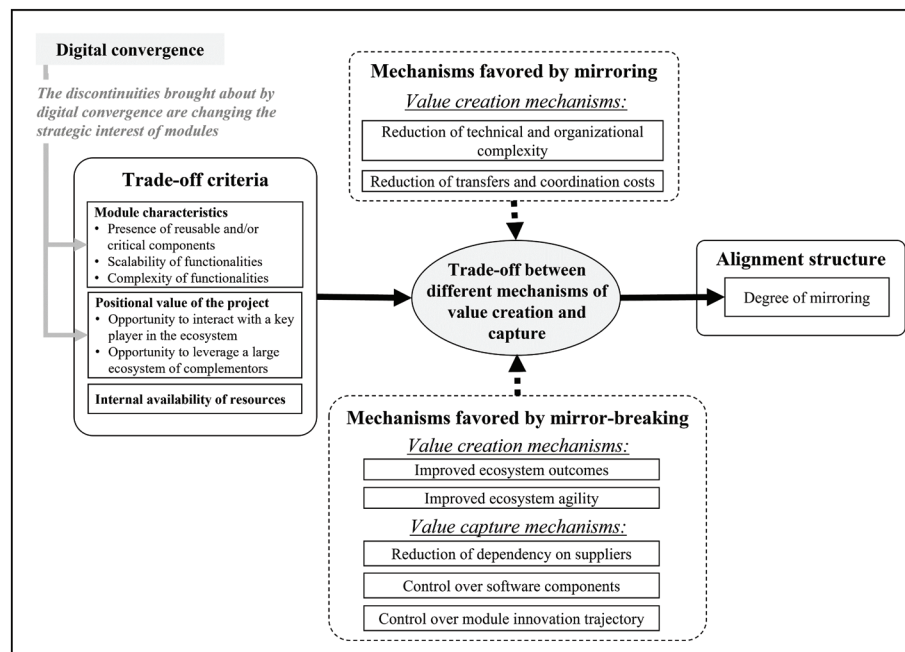 Digital convergence
The discontinuities brought about by
digital convergence are changing the
strategic interest of modules
Trade-off criteria
Module characteristics
• Presence of reusable and/or
critical components
• Scalability of functionalities
• Complexity of functionalities
Positional value of the project
• Opportunity to interact with a key
player in the ecosystem
• Opportunity to leverage a large
ecosystem of complementors
Internal availability of resources
Mechanisms favored by mirroring
Value creation mechanisms:
Reduction of technical and organizational
complexity
Reduction of transfers and coordination costs
Trade-off between
different mechanisms of
value creation and
capture
Alignment structure
Degree of mirroring
Mechanisms favored by mirror-breaking
Value creation mechanisms:
Improved ecosystem outcomes
Improved ecosystem agility
Value capture mechanisms:
Reduction of dependency on suppliers
Control over software components
Control over module innovation trajectory